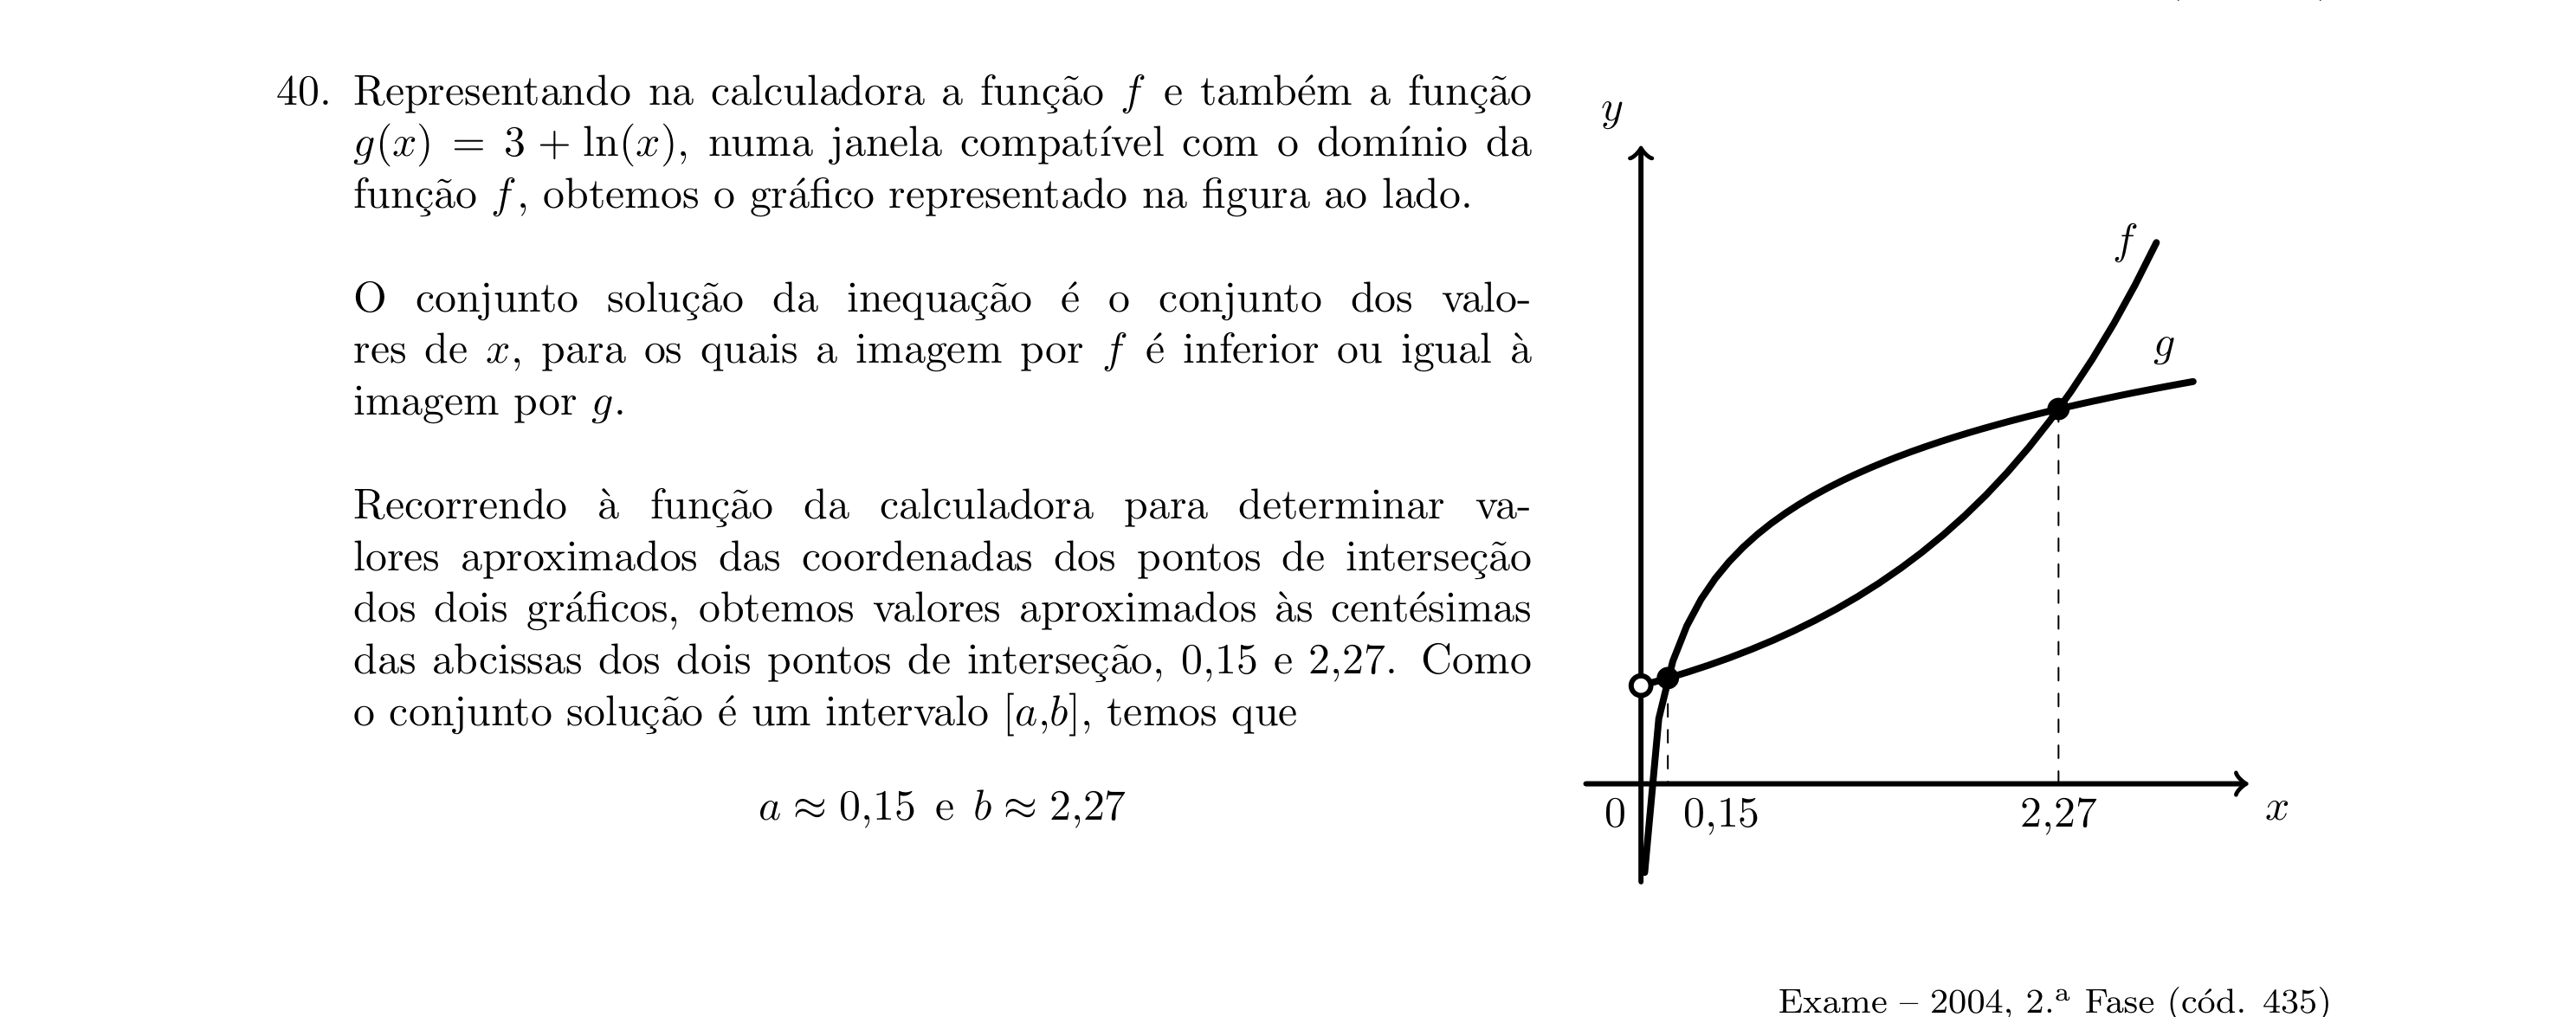 40. Representando na calculadora a função f e também a função
g(x) = 3 + ln(x), numa janela compatível com o domínio da
função f, obtemos o gráfico representado na figura ao lado.
O conjunto solução da inequação é o conjunto dos valo-
res de x, para os quais a imagem por f é inferior ou igual à
imagem por g.
Recorrendo à função da calculadora para determinar va-
lores aproximados das coordenadas dos pontos de interseção
dos dois gráficos, obtemos valores aproximados às centésimas
das abcissas dos dois pontos de interseção, 0,15 e 2,27. Como
o conjunto solução é um intervalo [a,b], temos que
a ≈ 0,15 e b ≈ 2,27
y
f
g
0 0,15 2,27 x
Exame – 2004, 2.ª Fase (cód. 435)